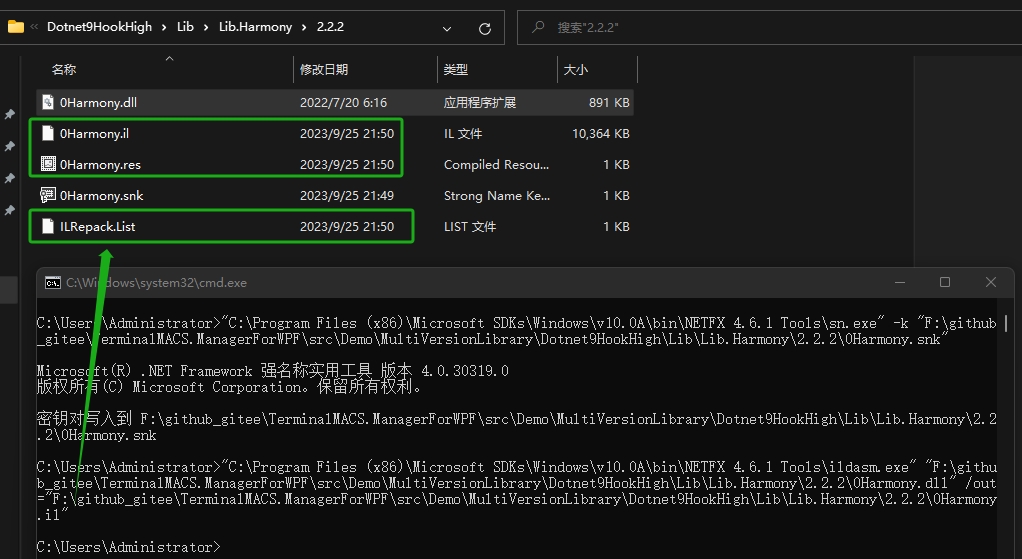 Dotnet9HookHigh > Lib > Lib.Harmony > 2.2.2
搜索"2.2.2"
名称 修改日期 类型 大小
0Harmony.dll 2022/7/20 6:16 应用程序扩展 891 KB
0Harmony.il 2023/9/25 21:50 IL 文件 10,364 KB
0Harmony.res 2023/9/25 21:50 Compiled Resou... 1 KB
0Harmony.snk 2023/9/25 21:49 Strong Name Ke... 1 KB
ILRepack.List 2023/9/25 21:50 LIST 文件 1 KB
C:\Windows\system32\cmd.exe
C:\Users\Administrator>"C:\Program Files (x86)\Microsoft SDKs\Windows\v10.0A\bin\NETFX 4.6.1 Tools\sn.exe" -k "F:\github
_gitee\TerminalMACS.ManagerForWPF\src\Demo\MultiVersionLibrary\Dotnet9HookHigh\Lib\Lib.Harmony\2.2.2\0Harmony.snk"
Microsoft(R) .NET Framework 强名称实用工具 版本 4.0.30319.0
版权所有(C) Microsoft Corporation。保留所有权利。
密钥对写入到 F:\github_gitee\TerminalMACS.ManagerForWPF\src\Demo\MultiVersionLibrary\Dotnet9HookHigh\Lib\Lib.Harmony\2.2
.2\0Harmony.snk
C:\Users\Administrator>"C:\Program Files (x86)\Microsoft SDKs\Windows\v10.0A\bin\NETFX 4.6.1 Tools\ildasm.exe" "F:\githu
b_gitee\TerminalMACS.ManagerForWPF\src\Demo\MultiVersionLibrary\Dotnet9HookHigh\Lib\Lib.Harmony\2.2.2\0Harmony.dll" /out
="F:\github_gitee\TerminalMACS.ManagerForWPF\src\Demo\MultiVersionLibrary\Dotnet9HookHigh\Lib\Lib.Harmony\2.2.2\0Harmony
.il"
C:\Users\Administrator>